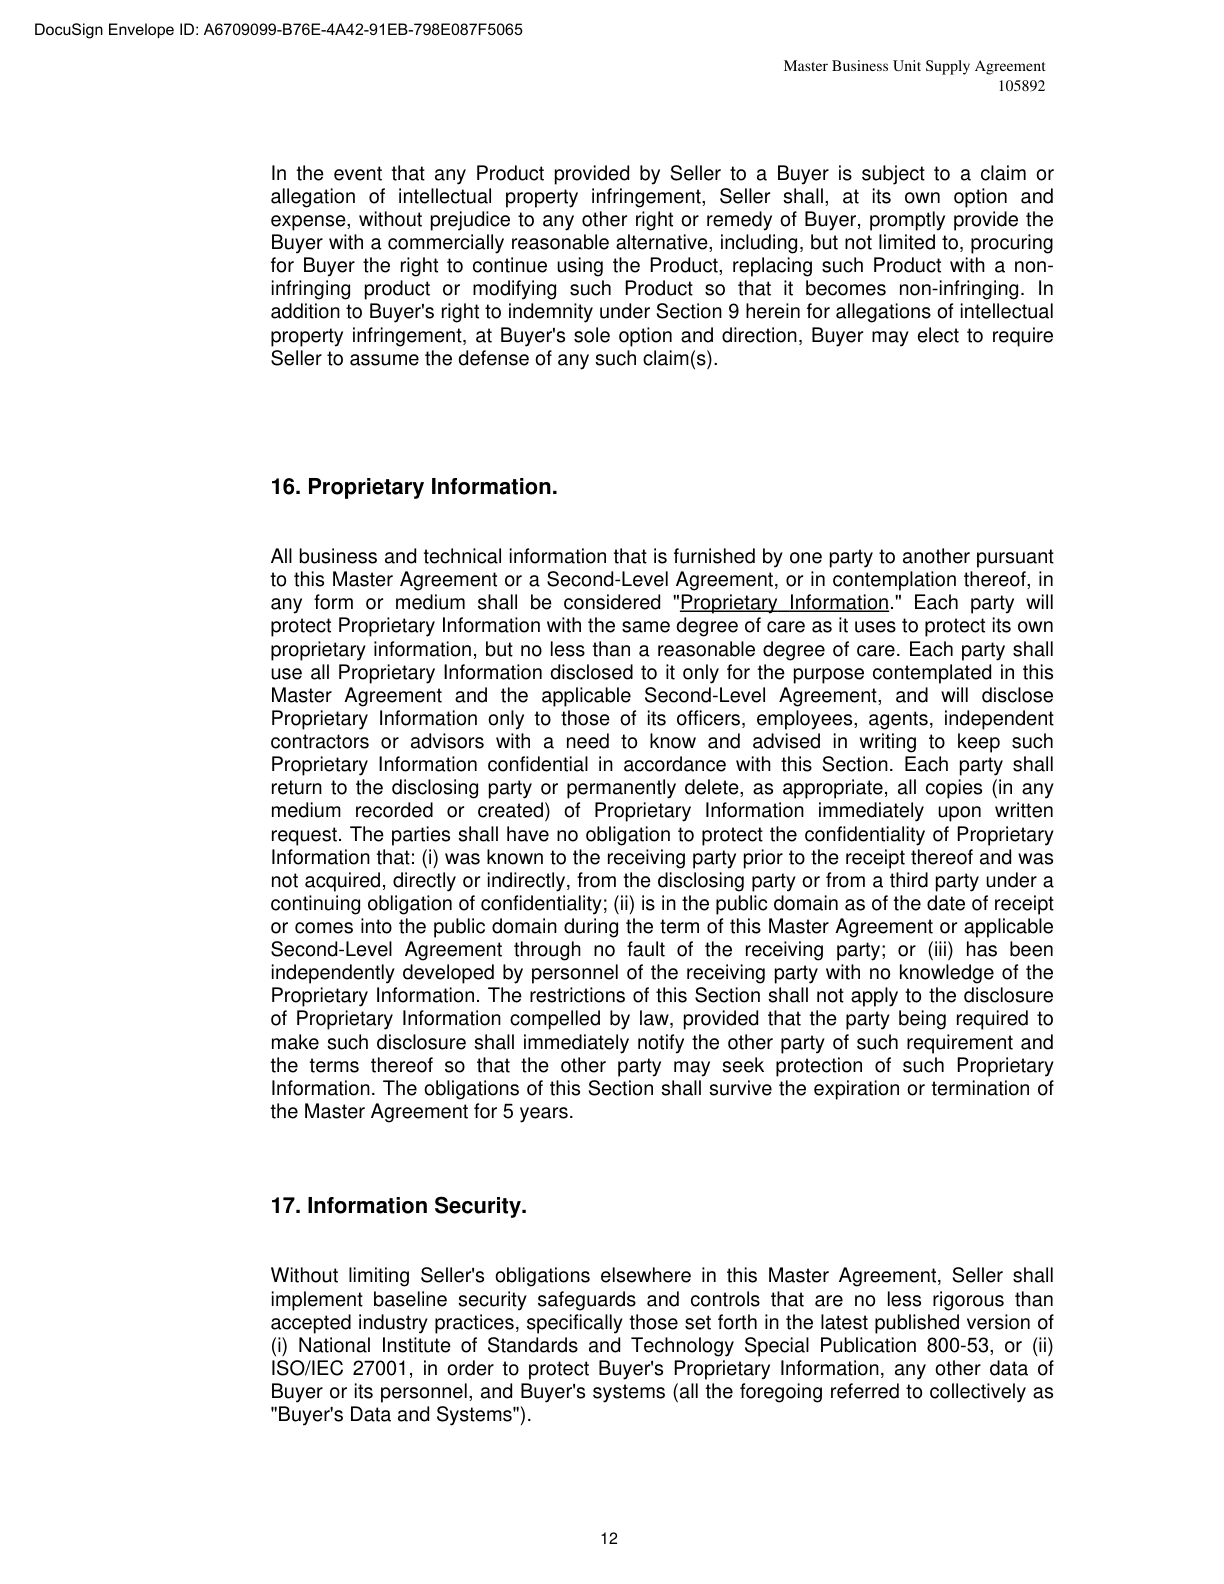 DocuSign Envelope ID: A6709099-B76E-4A42-91EB-798E087F5065
Master Business Unit Supply Agreement
105892
In the event that any Product provided by Seller to a Buyer is subject to a claim or
allegation of intellectual property infringement, Seller shall, at its own option and
expense, without prejudice to any other right or remedy of Buyer, promptly provide the
Buyer with a commercially reasonable alternative, including, but not limited to, procuring
for Buyer the right to continue using the Product, replacing such Product with a non-
infringing product or modifying such Product so that it becomes non-infringing. In
addition to Buyer's right to indemnity under Section 9 herein for allegations of intellectual
property infringement, at Buyer's sole option and direction, Buyer may elect to require
Seller to assume the defense of any such claim(s).
16. Proprietary Information.
All business and technical information that is furnished by one party to another pursuant
to this Master Agreement or a Second-Level Agreement, or in contemplation thereof, in
any form or medium shall be considered "Proprietary Information." Each party will
protect Proprietary Information with the same degree of care as it uses to protect its own
proprietary information, but no less than a reasonable degree of care. Each party shall
use all Proprietary Information disclosed to it only for the purpose contemplated in this
Master Agreement and the applicable Second-Level Agreement, and will disclose
Proprietary Information only to those of its officers, employees, agents, independent
contractors or advisors with a need to know and advised in writing to keep such
Proprietary Information confidential in accordance with this Section. Each party shall
return to the disclosing party or permanently delete, as appropriate, all copies (in any
medium recorded or created) of Proprietary Information immediately upon written
request. The parties shall have no obligation to protect the confidentiality of Proprietary
Information that: (i) was known to the receiving party prior to the receipt thereof and was
not acquired, directly or indirectly, from the disclosing party or from a third party under a
continuing obligation of confidentiality; (ii) is in the public domain as of the date of receipt
or comes into the public domain during the term of this Master Agreement or applicable
Second-Level Agreement through no fault of the receiving party; or (iii) has been
independently developed by personnel of the receiving party with no knowledge of the
Proprietary Information. The restrictions of this Section shall not apply to the disclosure
of Proprietary Information compelled by law, provided that the party being required to
make such disclosure shall immediately notify the other party of such requirement and
the terms thereof so that the other party may seek protection of such Proprietary
Information. The obligations of this Section shall survive the expiration or termination of
the Master Agreement for 5 years.
17. Information Security.
Without limiting Seller's obligations elsewhere in this Master Agreement, Seller shall
implement baseline security safeguards and controls that are no less rigorous than
accepted industry practices, specifically those set forth in the latest published version of
(i) National Institute of Standards and Technology Special Publication 800-53, or (ii)
ISO/IEC 27001, in order to protect Buyer's Proprietary Information, any other data of
Buyer or its personnel, and Buyer's systems (all the foregoing referred to collectively as
"Buyer's Data and Systems").
12